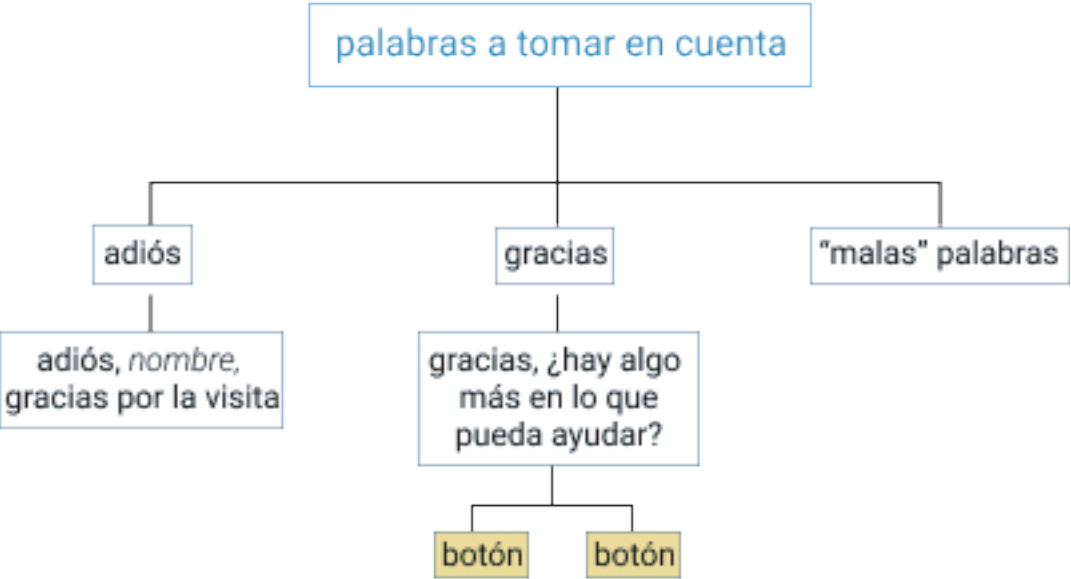 palabras a tomar en cuenta
adiós
gracias
“malas” palabras
adiós, nombre,
gracias por la visita
gracias, ¿hay algo
más en lo que
pueda ayudar?
botón
botón